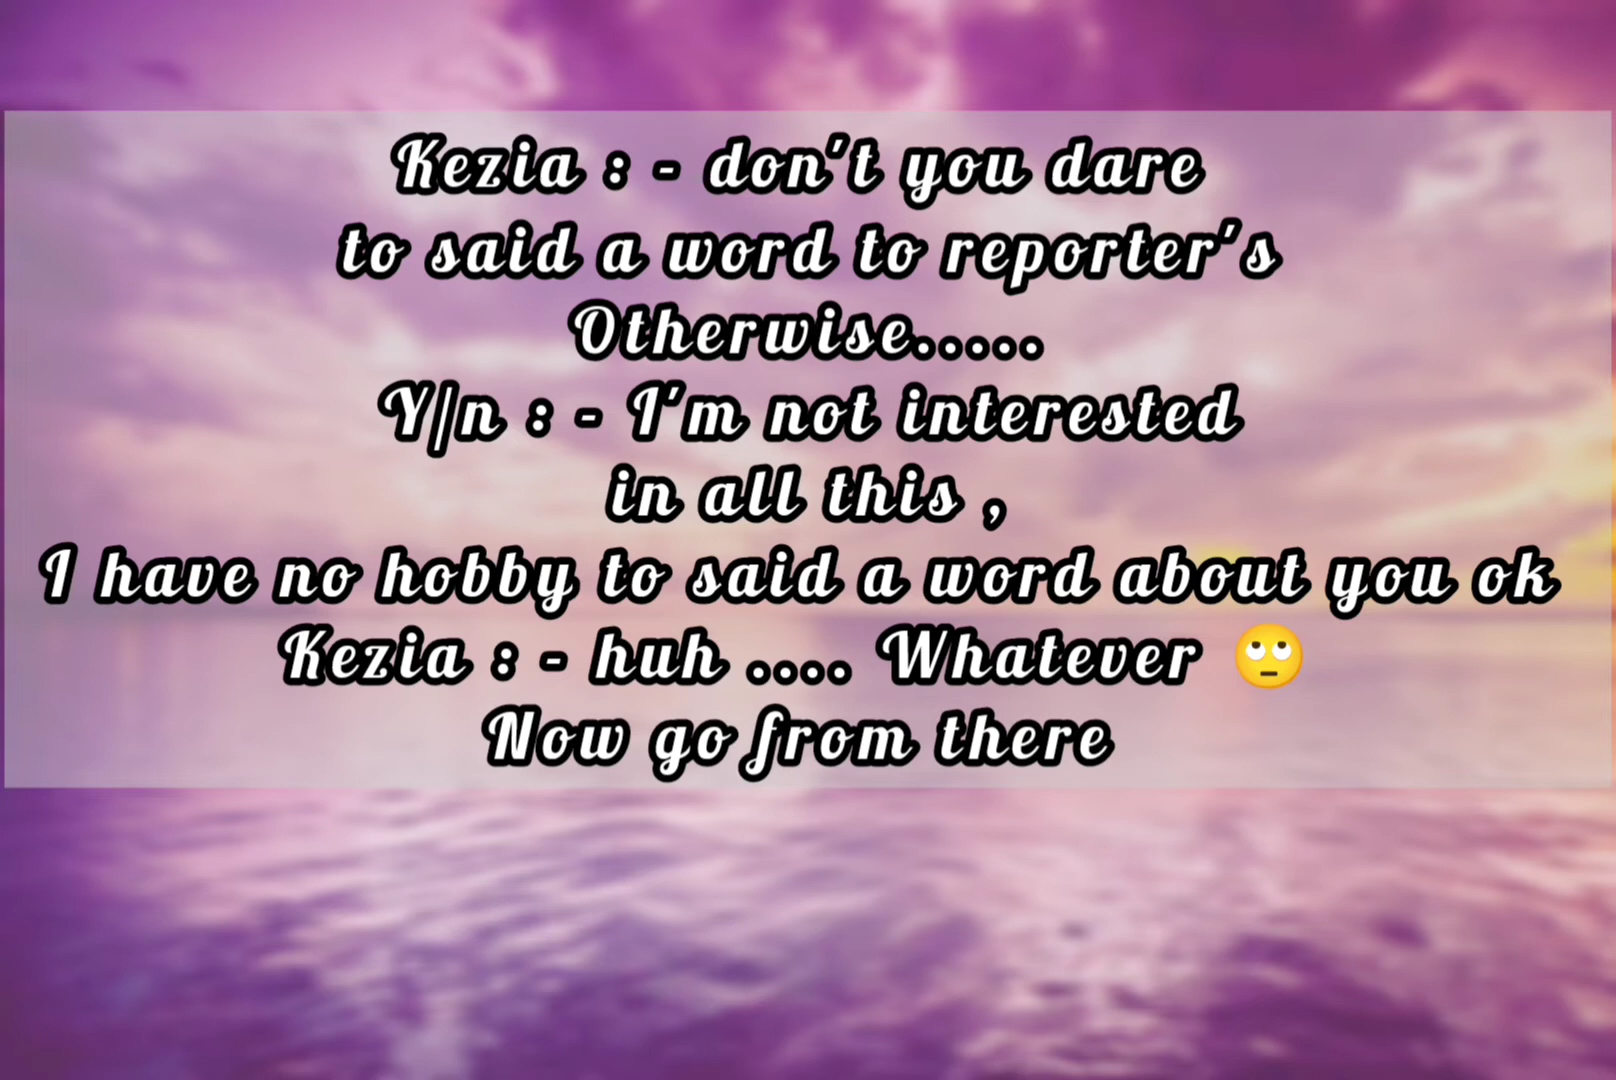 Kezia : - don't you dare
to said a word to reporter's
Otherwise.....
Y/n : - I'm not interested
in all this ,
I have no hobby to said a word about you ok
Kezia : - huh .... Whatever 🙄
Now go from there